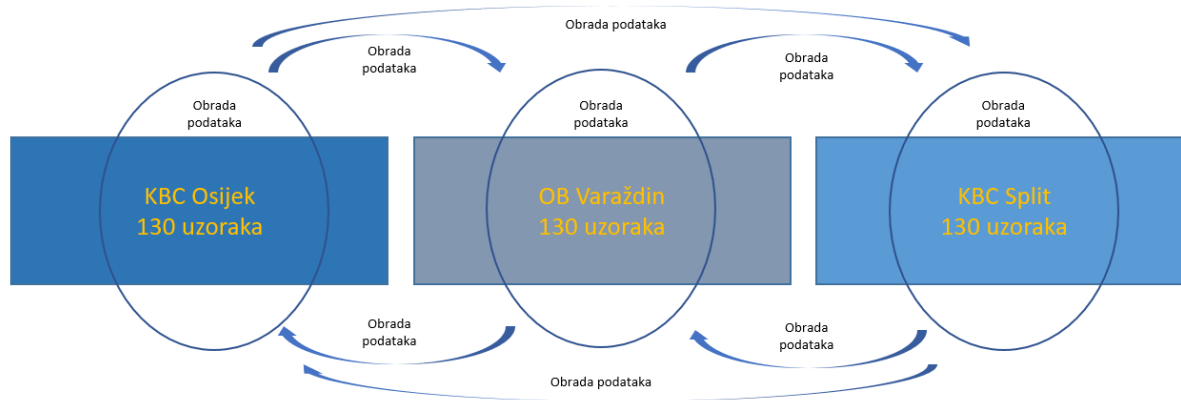 Obrada podataka
Obrada
podataka
Obrada
podataka
Obrada
podataka
Obrada
podataka
Obrada
podataka
KBC Osijek
130 uzoraka
OB Varaždin
130 uzoraka
KBC Split
130 uzoraka
Obrada
podataka
Obrada
podataka
Obrada podataka